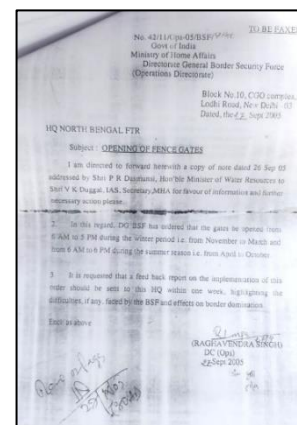 TO BE FAXED
No. 42/11/Ops-05/BSF/
Govt of India
Ministry of Home Affairs
Directorate General Border Security Force
(Operations Directorate)
Block No.10, CGO complex,
Lodhi Road, New Delhi -03
Dated, the Sept 2005
HQ NORTH BENGAL FTR
Subject : OPENING OF FENCE GATES
I am directed to forward herewith a copy of note dated 26 Sep 05
addressed by Shri P R Dasmunsi, Hon'ble Minister of Water Resources to
Shri V K Duggal, IAS, Secretary,MHA for favour of information and further
necessary action please.
2. In this regard, DG BSF has ordered that the gates be opened from
AM to 5 PM during the winter period i.e. from November to March and
from 6 AM to 6 PM during the summer season i.e. from April to October.
3. It is requested that a feed back report on the implementation of this
order should be sent to this HQ within one week, highlighting the
difficulties, if any, faced by the BSF and effects on border domination.
Encl: as above
(RAGHAVENDRA SINGH)
DC (Ops)
Sept 2005